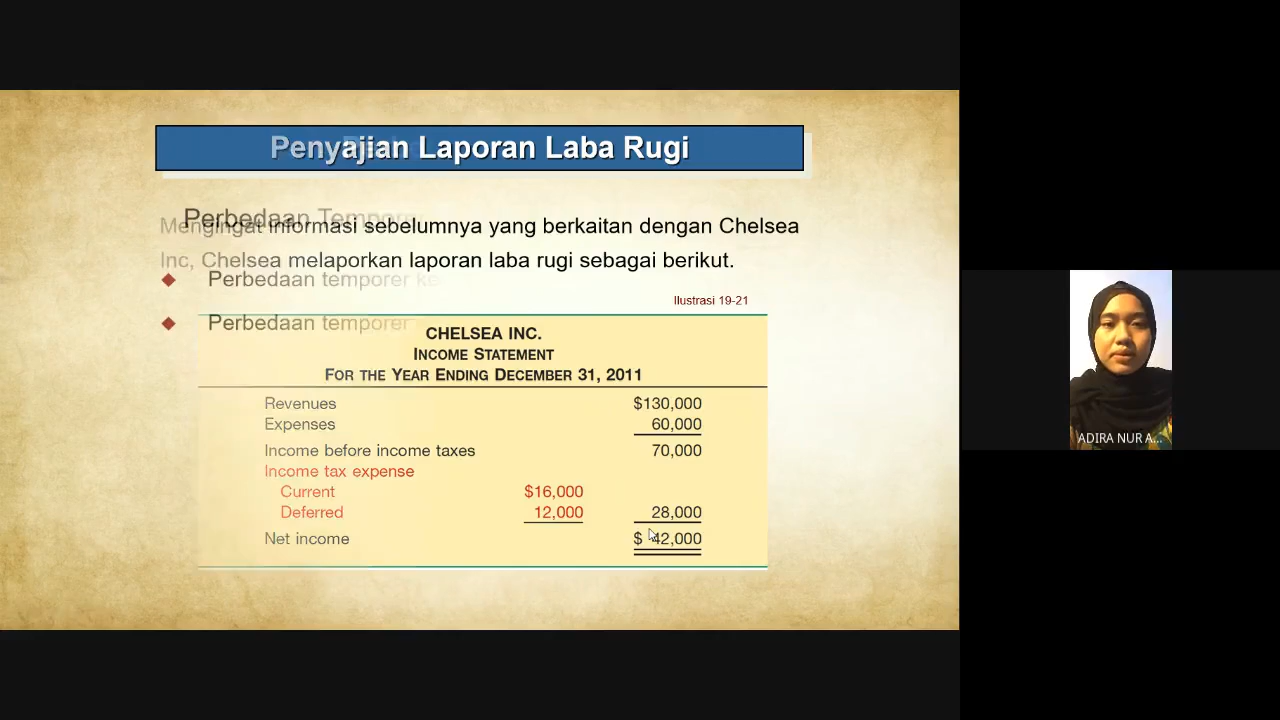 Penyajian Laporan Laba Rugi
Perbedaan
Mengingat informasi sebelumnya yang berkaitan dengan Chelsea
Inc, Chelsea melaporkan laporan laba rugi sebagai berikut.
Perbedaan temporer
Ilustrasi 19-21
Perbedaan temporer
CHELSEA INC.
INCOME STATEMENT
FOR THE YEAR ENDING DECEMBER 31, 2011
Revenues $130,000
Expenses 60,000
Income before income taxes 70,000
Income tax expense
Current $16,000
Deferred 12,000 28,000
Net income $ 42,000
ADIRA NUR A...